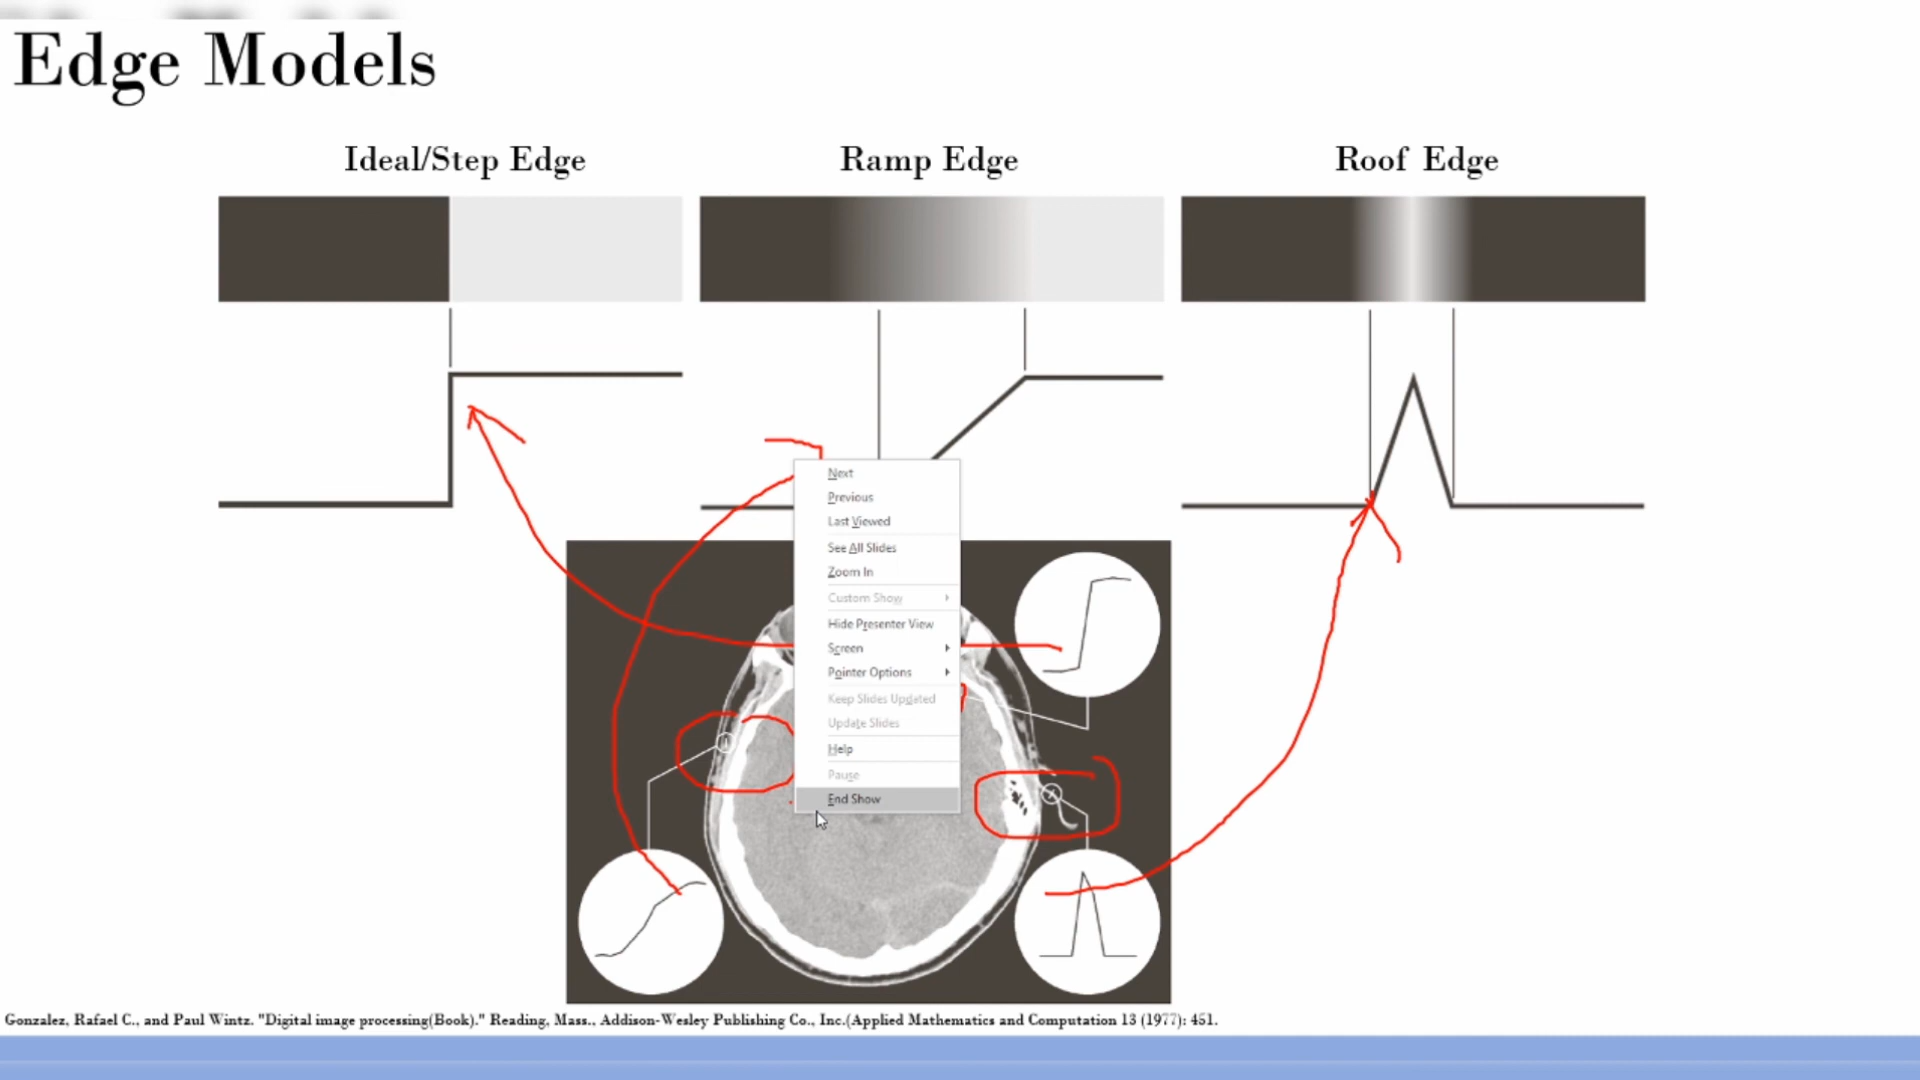 Edge Models
Ideal/Step Edge
Ramp Edge
Roof Edge
Next
Previous
Last Viewed
See All Slides
Zoom In
Custom Show
Hide Presenter View
Screen
Pointer Options
Keep Slides Updated
Update Slides
Help
Pause
End Show
Gonzalez, Rafael C., and Paul Wintz. "Digital image processing(Book)." Reading, Mass., Addison-Wesley Publishing Co., Inc.(Applied Mathematics and Computation 13 (1977): 451.